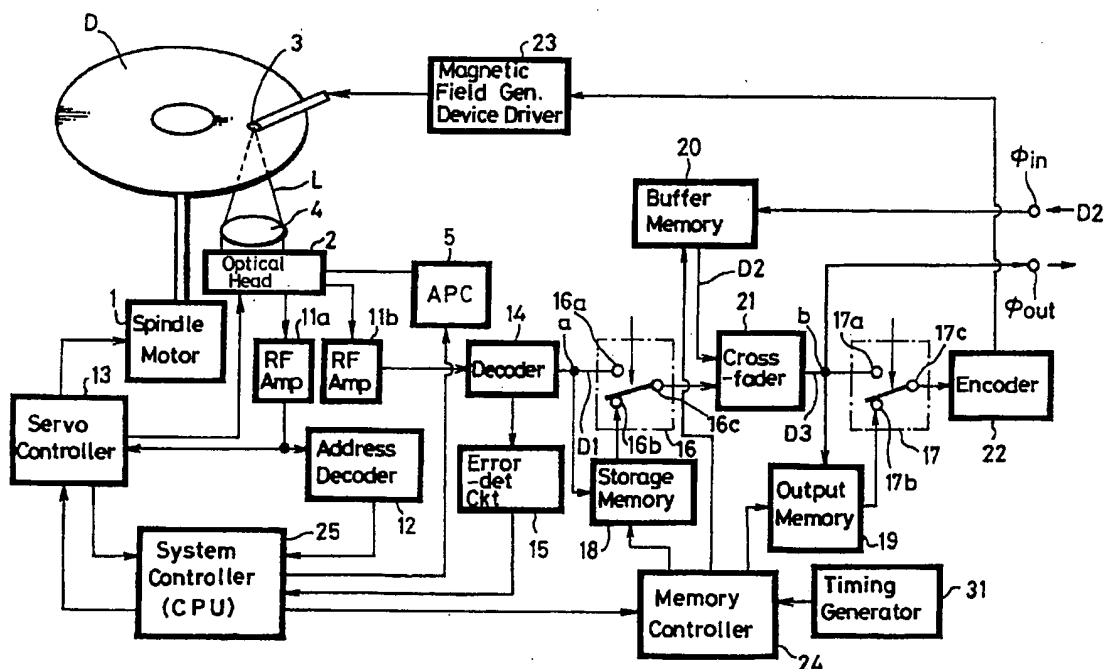 D
3
23
Magnetic
Field Gen.
Device Driver
L
4
2
Optical
Head
5
APC
20
Buffer
Memory
Φin
D2
Φout
D2
1
Spindle
Motor
11a
RF
Amp
11b
RF
Amp
14
Decoder
a
16a
16b
16c
16
D1
21
Cross
-fader
b
D3
17a
17c
17b
17
Encoder
22
13
Servo
Controller
Address
Decoder
12
Error
-det
Ckt
15
Storage
Memory
18
Output
Memory
19
25
System
Controller
(CPU)
Memory
Controller
24
Timing
Generator
31